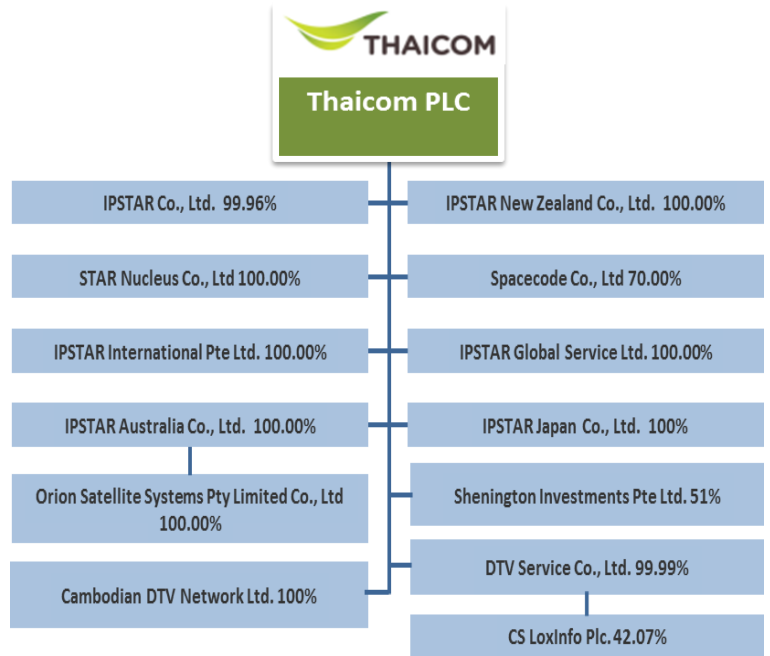 THAICOM
Thaicom PLC
IPSTAR Co., Ltd. 99.96%
IPSTAR New Zealand Co., Ltd. 100.00%
STAR Nucleus Co., Ltd 100.00%
Spacecode Co., Ltd 70.00%
IPSTAR International Pte Ltd. 100.00%
IPSTAR Global Service Ltd. 100.00%
IPSTAR Australia Co., Ltd. 100.00%
IPSTAR Japan Co., Ltd. 100%
Orion Satellite Systems Pty Limited Co., Ltd
100.00%
Shenington Investments Pte Ltd. 51%
DTV Service Co., Ltd. 99.99%
Cambodian DTV Network Ltd. 100%
CS LoxInfo Plc. 42.07%